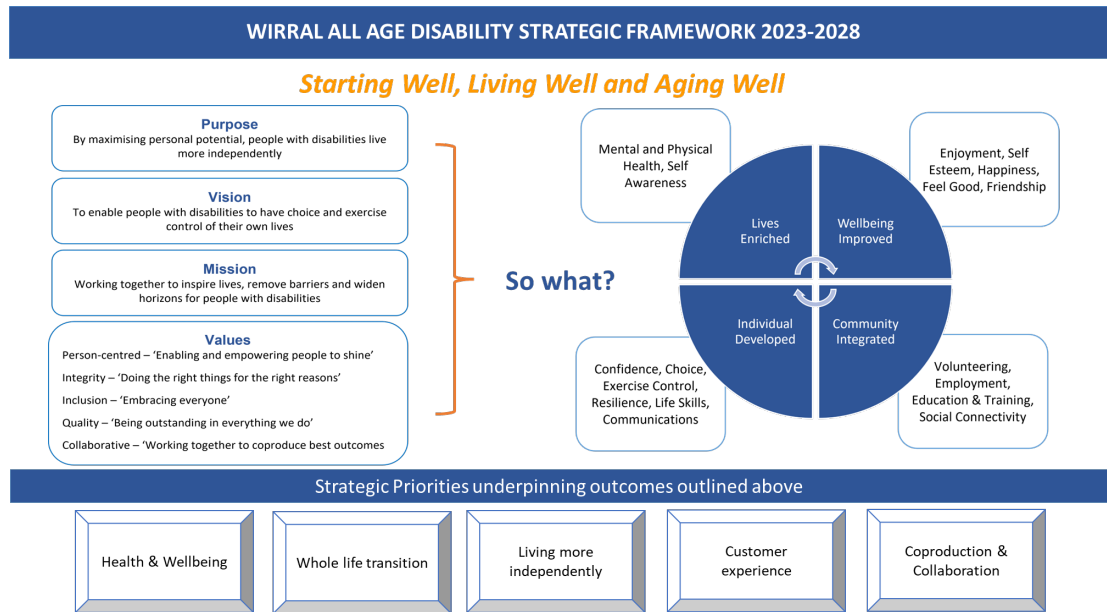 WIRRAL ALL AGE DISABILITY STRATEGIC FRAMEWORK 2023-2028
Starting Well, Living Well and Aging Well
Purpose
By maximising personal potential, people with disabilities live
more independently
Vision
To enable people with disabilities to have choice and exercise
control of their own lives
Mission
Working together to inspire lives, remove barriers and widen
horizons for people with disabilities
Values
Person-centred – ‘Enabling and empowering people to shine’
Integrity – ‘Doing the right things for the right reasons’
Inclusion – ‘Embracing everyone’
Quality – ‘Being outstanding in everything we do’
Collaborative – ‘Working together to coproduce best outcomes
So what?
Mental and Physical
Health, Self
Awareness
Enjoyment, Self
Esteem, Happiness,
Feel Good, Friendship
Lives
Enriched
Wellbeing
Improved
Individual
Developed
Community
Integrated
Confidence, Choice,
Exercise Control,
Resilience, Life Skills,
Communications
Volunteering,
Employment,
Education & Training,
Social Connectivity
Strategic Priorities underpinning outcomes outlined above
Health & Wellbeing
Whole life transition
Living more
independently
Customer
experience
Coproduction &
Collaboration